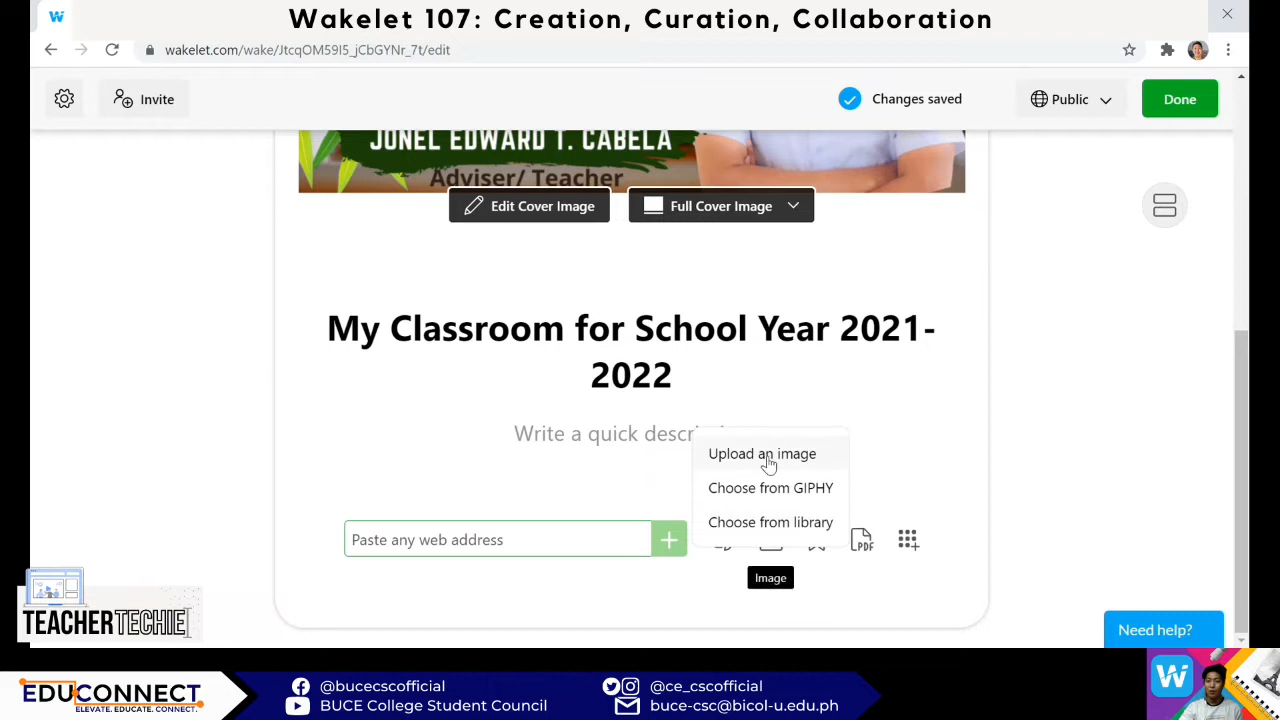 Wakelet 107: Creation, Curation, Collaboration
wakelet.com/wake/JtcqOM59I5_jCbGYNr_7t/edit
Invite
Changes saved
Public
Done
JONEL EDWARD T. CABELA
Adviser/ Teacher
Edit Cover Image
Full Cover Image
My Classroom for School Year 2021-
2022
Write a quick descr
Upload an image
Choose from GIPHY
Choose from library
Paste any web address
PDF
Image
TEACHERTECHIE
Need help?
EDUCONNECT
ELEVATE. EDUCATE. CONNECT.
@bucecscofficial
BUCE College Student Council
@ce_cscofficial
buce-csc@bicol-u.edu.ph